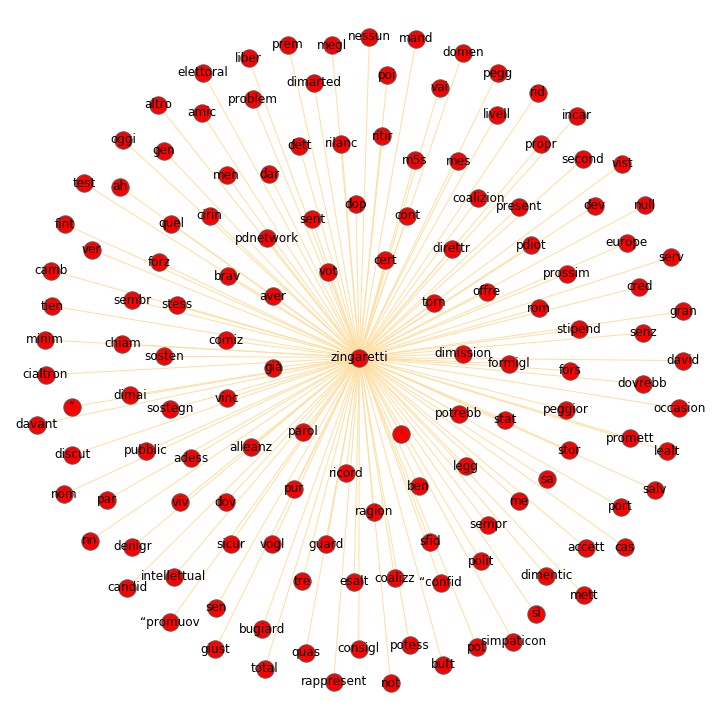 nessun
mand
prem
megl
domen
liber
elettoral
poi
pegg
dimarted
vai
rid
problem
altro
amic
livell
incar
oggi
dett
rilanc
ritir
propr
gen
m5s
mes
second
vist
men
dar
test
ah
coalizion
dop
present
dev
null
fint
quel
cirin
sent
cont
pdnetwork
direttr
pdiot
europe
ver
serv
forz
cert
camb
brav
vot
prossim
cred
sembr
stess
aver
offre
tien
torn
rom
gran
minim
chiam
comiz
stipend
senz
sosten
zingaretti
dimission
formigl
david
cialtron
gia
fors
dovrebb
dimai
vinc
“
sostegn
potrebb
peggior
occasion
davant
stat
parol
’
promett
discut
pubblic
adess
alleanz
stor
lealt
legg
ricord
nom
par
viv
dov
pur
ben
sa
salv
me
port
ragion
rin
denigr
sicur
vogl
guard
sfid
sempr
accett
cas
polit
candid
intellettual
tre
esalt
coalizz
“confid
dimentic
mett
“promuov
sen
si
giust
bugiard
total
quas
consigl
potess
pot
simpaticon
butt
rappresent
not